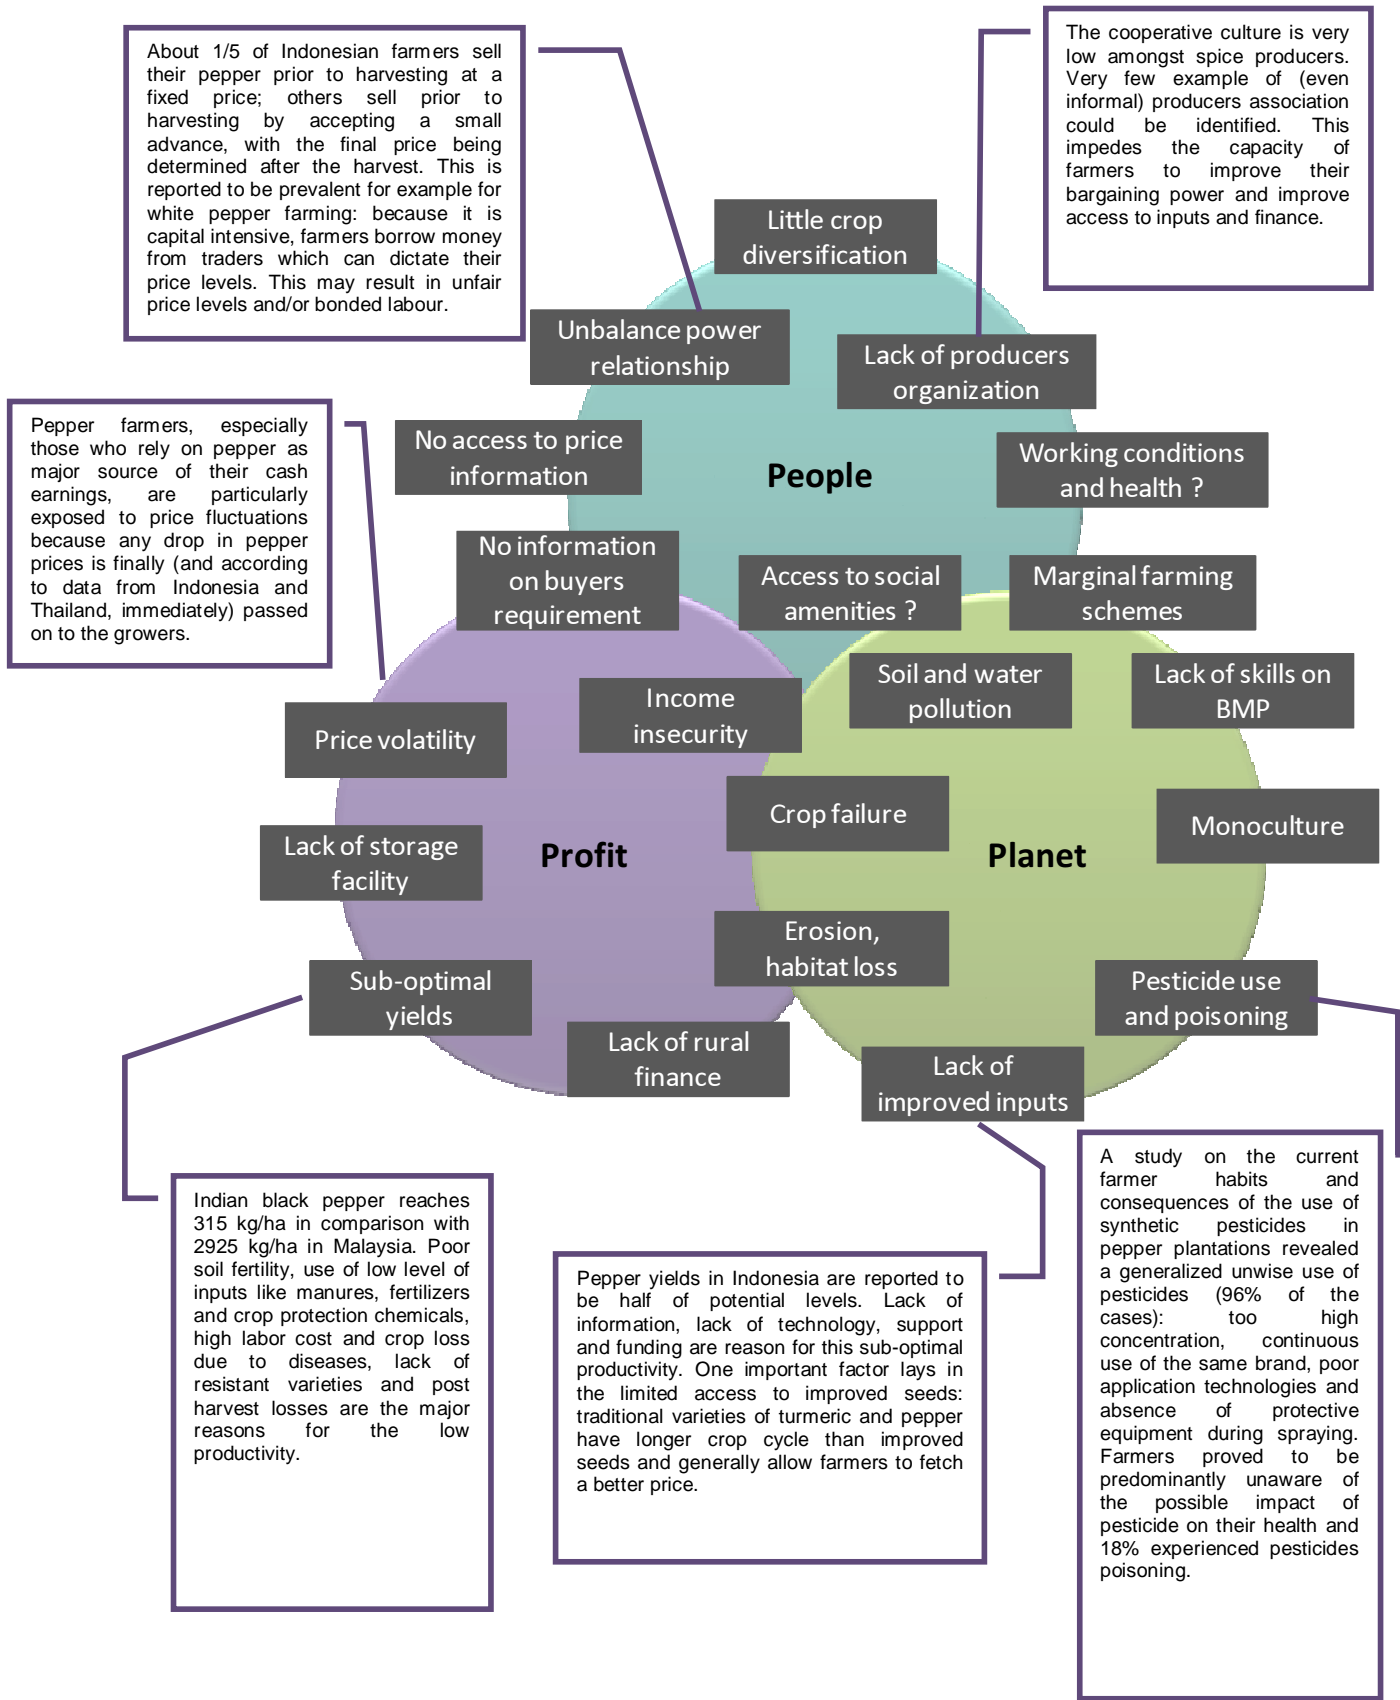 About 1/5 of Indonesian farmers sell
their pepper prior to harvesting at a
fixed price; others sell prior to
harvesting by accepting a small
advance, with the final price being
determined after the harvest. This is
reported to be prevalent for example for
white pepper farming: because it is
capital intensive, farmers borrow money
from traders which can dictate their
price levels. This may result in unfair
price levels and/or bonded labour.
The cooperative culture is very
low amongst spice producers.
Very few example of (even
informal) producers association
could be identified. This
impedes the capacity of
farmers to improve their
bargaining power and improve
access to inputs and finance.
Little crop
diversification
Unbalance power
relationship
Lack of producers
organization
Pepper farmers, especially
those who rely on pepper as
major source of their cash
earnings, are particularly
exposed to price fluctuations
because any drop in pepper
prices is finally (and according
to data from Indonesia and
Thailand, immediately) passed
on to the growers.
No access to price
information
People
Working conditions
and health ?
No information
on buyers
requirement
Access to social
amenities ?
Marginal farming
schemes
Soil and water
pollution
Lack of skills on
BMP
Income
insecurity
Price volatility
Crop failure
Monoculture
Lack of storage
facility
Profit
Planet
Erosion,
habitat loss
Sub-optimal
yields
Pesticide use
and poisoning
Lack of rural
finance
Lack of
improved inputs
Indian black pepper reaches
315 kg/ha in comparison with
2925 kg/ha in Malaysia. Poor
soil fertility, use of low level of
inputs like manures, fertilizers
and crop protection chemicals,
high labor cost and crop loss
due to diseases, lack of
resistant varieties and post
harvest losses are the major
reasons for the low
productivity.
Pepper yields in Indonesia are reported to
be half of potential levels. Lack of
information, lack of technology, support
and funding are reason for this sub-optimal
productivity. One important factor lays in
the limited access to improved seeds:
traditional varieties of turmeric and pepper
have longer crop cycle than improved
seeds and generally allow farmers to fetch
a better price.
A study on the current
farmer habits and
consequences of the use of
synthetic pesticides in
pepper plantations revealed
a generalized unwise use of
pesticides (96% of the
cases): too high
concentration, continuous
use of the same brand, poor
application technologies and
absence of protective
equipment during spraying.
Farmers proved to be
predominantly unaware of
the possible impact of
pesticide on their health and
18% experienced pesticides
poisoning.